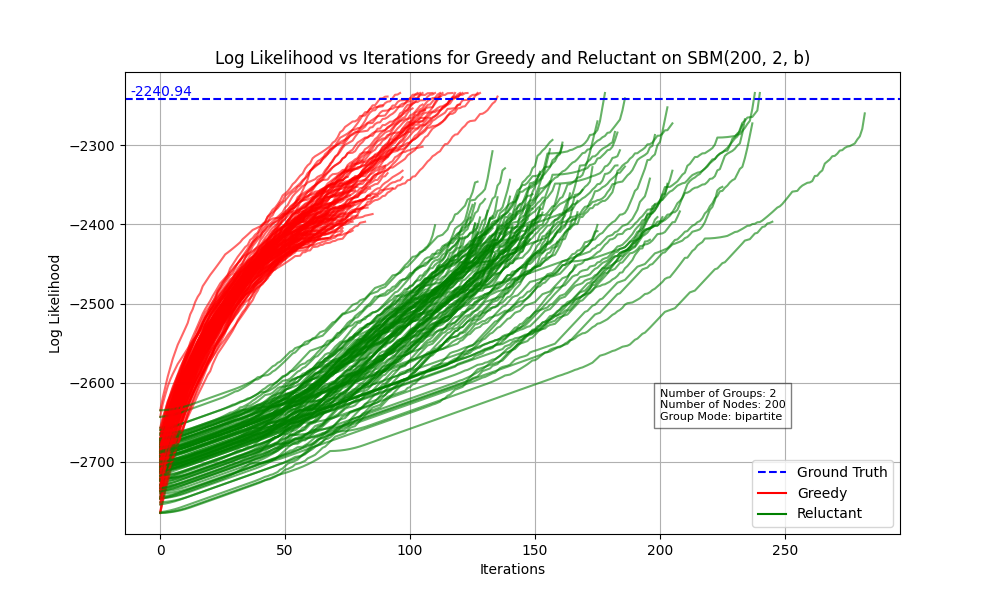 Log Likelihood vs Iterations for Greedy and Reluctant on SBM(200, 2, b)
-2240.94
−2300
−2400
−2500
−2600
−2700
Log Likelihood
Number of Groups: 2
Number of Nodes: 200
Group Mode: bipartite
Ground Truth
Greedy
Reluctant
0 50 100 150 200 250
Iterations